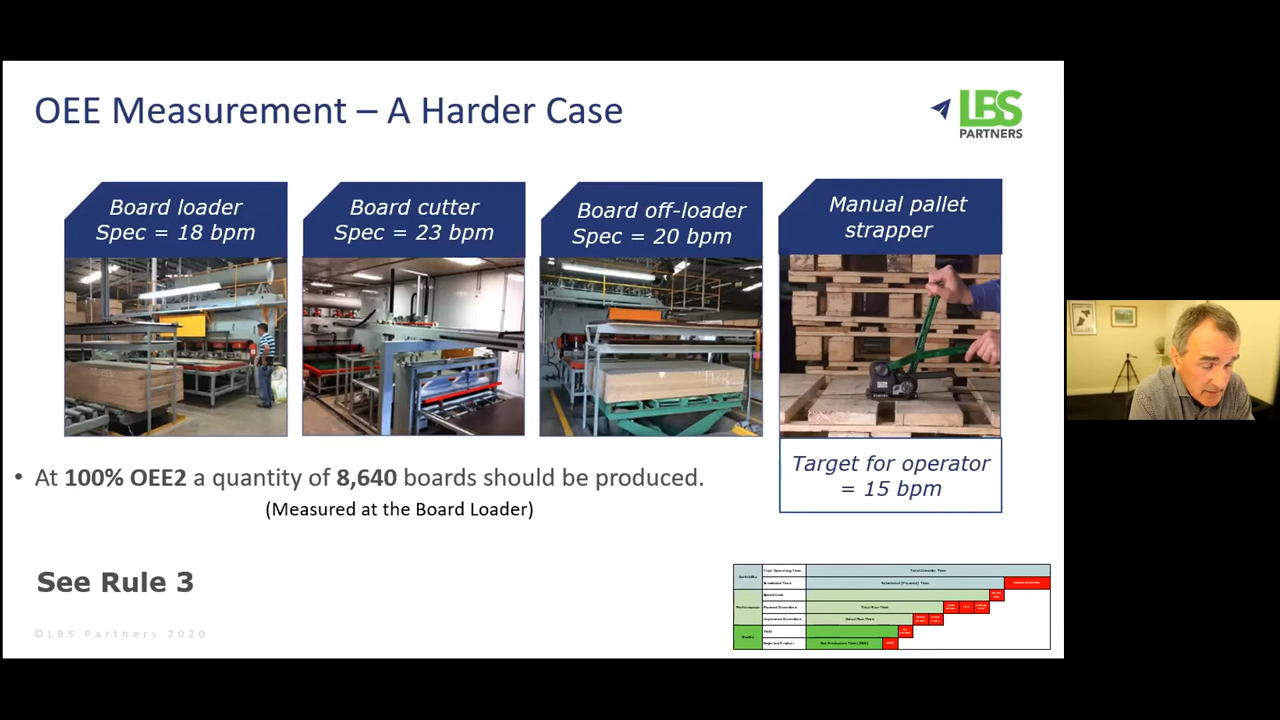 OEE Measurement – A Harder Case
LBS
PARTNERS
Board loader
Spec = 18 bpm
Board cutter
Spec = 23 bpm
Board off-loader
Spec = 20 bpm
Manual pallet
strapper
Target for operator
= 15 bpm
• At 100% OEE2 a quantity of 8,640 boards should be produced.
(Measured at the Board Loader)
See Rule 3
©LBS Partners 2020